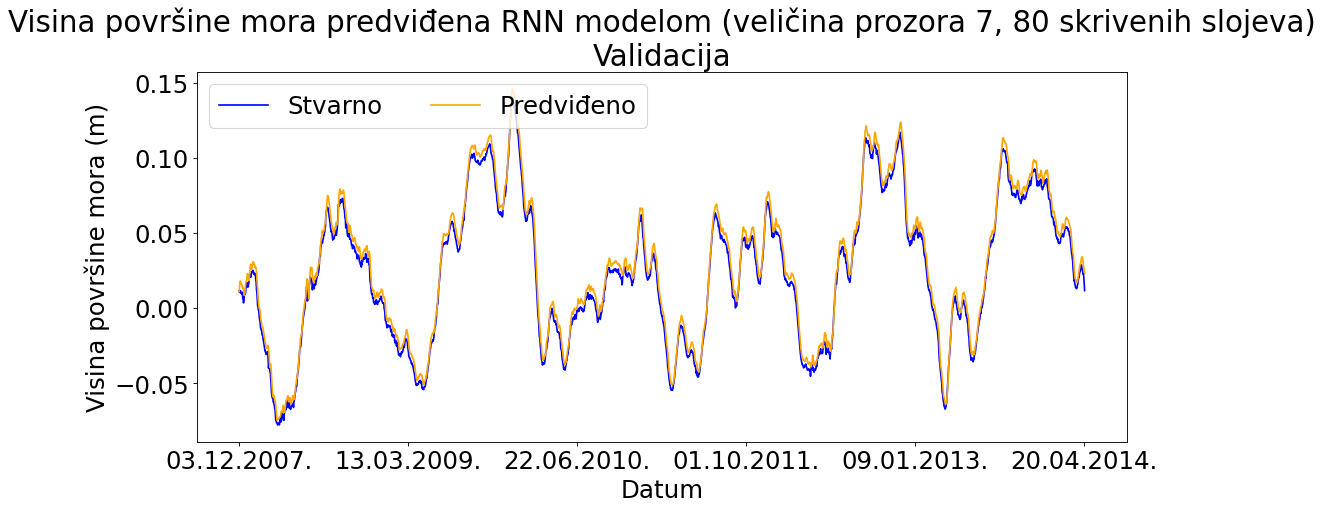 Visina površine mora predviđena RNN modelom (veličina prozora 7, 80 skrivenih slojeva)
Validacija
Stvarno Predviđeno
Visina površine mora (m)
0.15
0.10
0.05
0.00
−0.05
03.12.2007. 13.03.2009. 22.06.2010. 01.10.2011. 09.01.2013. 20.04.2014.
Datum